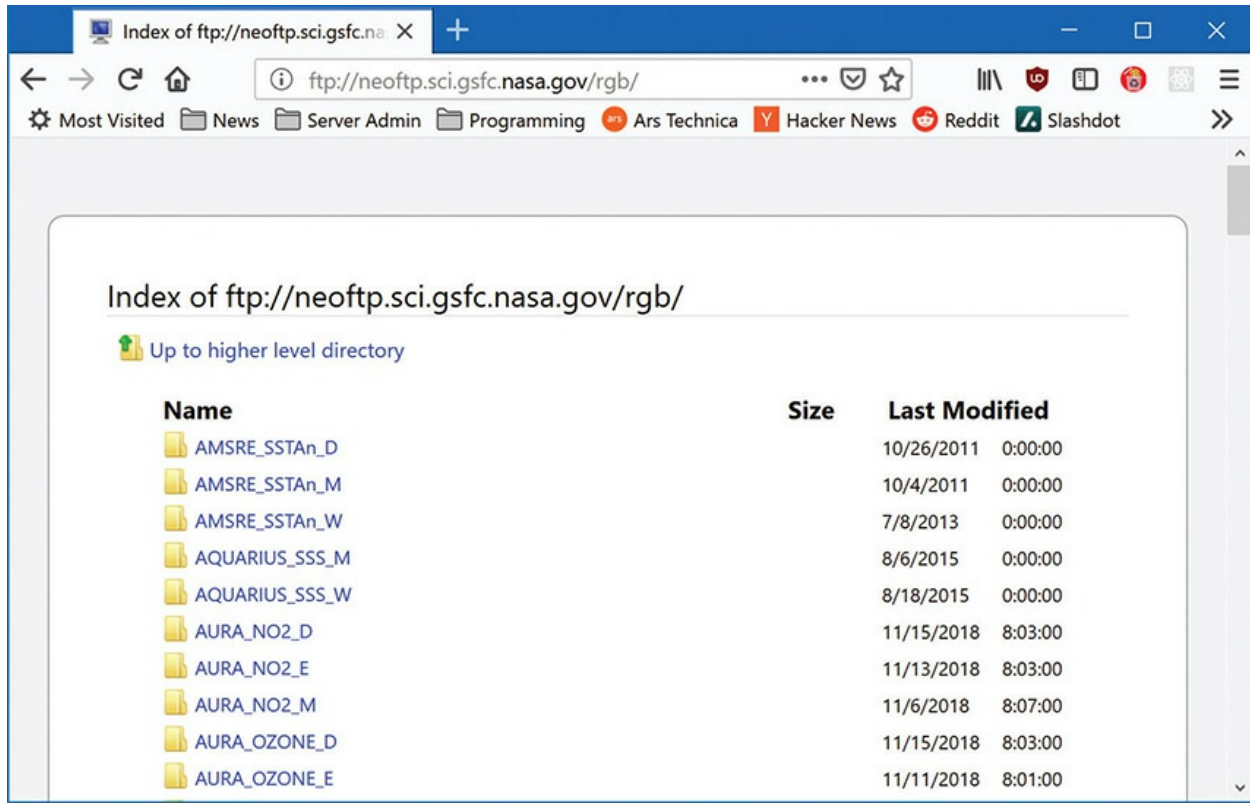 Index of ftp://neoftp.sci.gsfc.na
ftp://neoftp.sci.gsfc.nasa.gov/rgb/
Most Visited News Server Admin Programming Ars Technica Hacker News Reddit Slashdot
Index of ftp://neoftp.sci.gsfc.nasa.gov/rgb/
Up to higher level directory
Name Size Last Modified
AMSRE_SSTAn_D 10/26/2011 0:00:00
AMSRE_SSTAn_M 10/4/2011 0:00:00
AMSRE_SSTAn_W 7/8/2013 0:00:00
AQUARIUS_SSS_M 8/6/2015 0:00:00
AQUARIUS_SSS_W 8/18/2015 0:00:00
AURA_NO2_D 11/15/2018 8:03:00
AURA_NO2_E 11/13/2018 8:03:00
AURA_NO2_M 11/6/2018 8:07:00
AURA_OZONE_D 11/15/2018 8:03:00
AURA_OZONE_E 11/11/2018 8:01:00